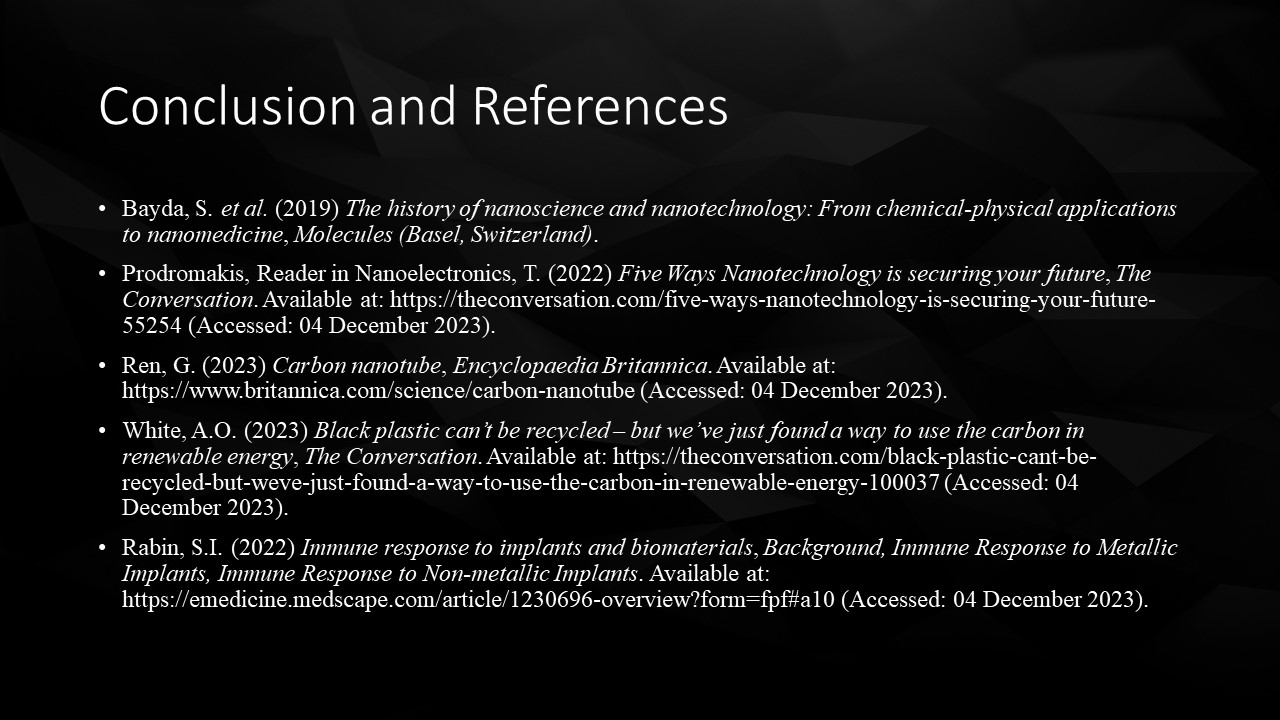 Conclusion and References
• Bayda, S. et al. (2019) The history of nanoscience and nanotechnology: From chemical-physical applications
to nanomedicine, Molecules (Basel, Switzerland).
• Prodromakis, Reader in Nanoelectronics, T. (2022) Five Ways Nanotechnology is securing your future, The
Conversation. Available at: https://theconversation.com/five-ways-nanotechnology-is-securing-your-future-
55254 (Accessed: 04 December 2023).
• Ren, G. (2023) Carbon nanotube, Encyclopaedia Britannica. Available at:
https://www.britannica.com/science/carbon-nanotube (Accessed: 04 December 2023).
• White, A.O. (2023) Black plastic can’t be recycled – but we’ve just found a way to use the carbon in
renewable energy, The Conversation. Available at: https://theconversation.com/black-plastic-cant-be-
recycled-but-weve-just-found-a-way-to-use-the-carbon-in-renewable-energy-100037 (Accessed: 04
December 2023).
• Rabin, S.I. (2022) Immune response to implants and biomaterials, Background, Immune Response to Metallic
Implants, Immune Response to Non-metallic Implants. Available at:
https://emedicine.medscape.com/article/1230696-overview?form=fpf#a10 (Accessed: 04 December 2023).